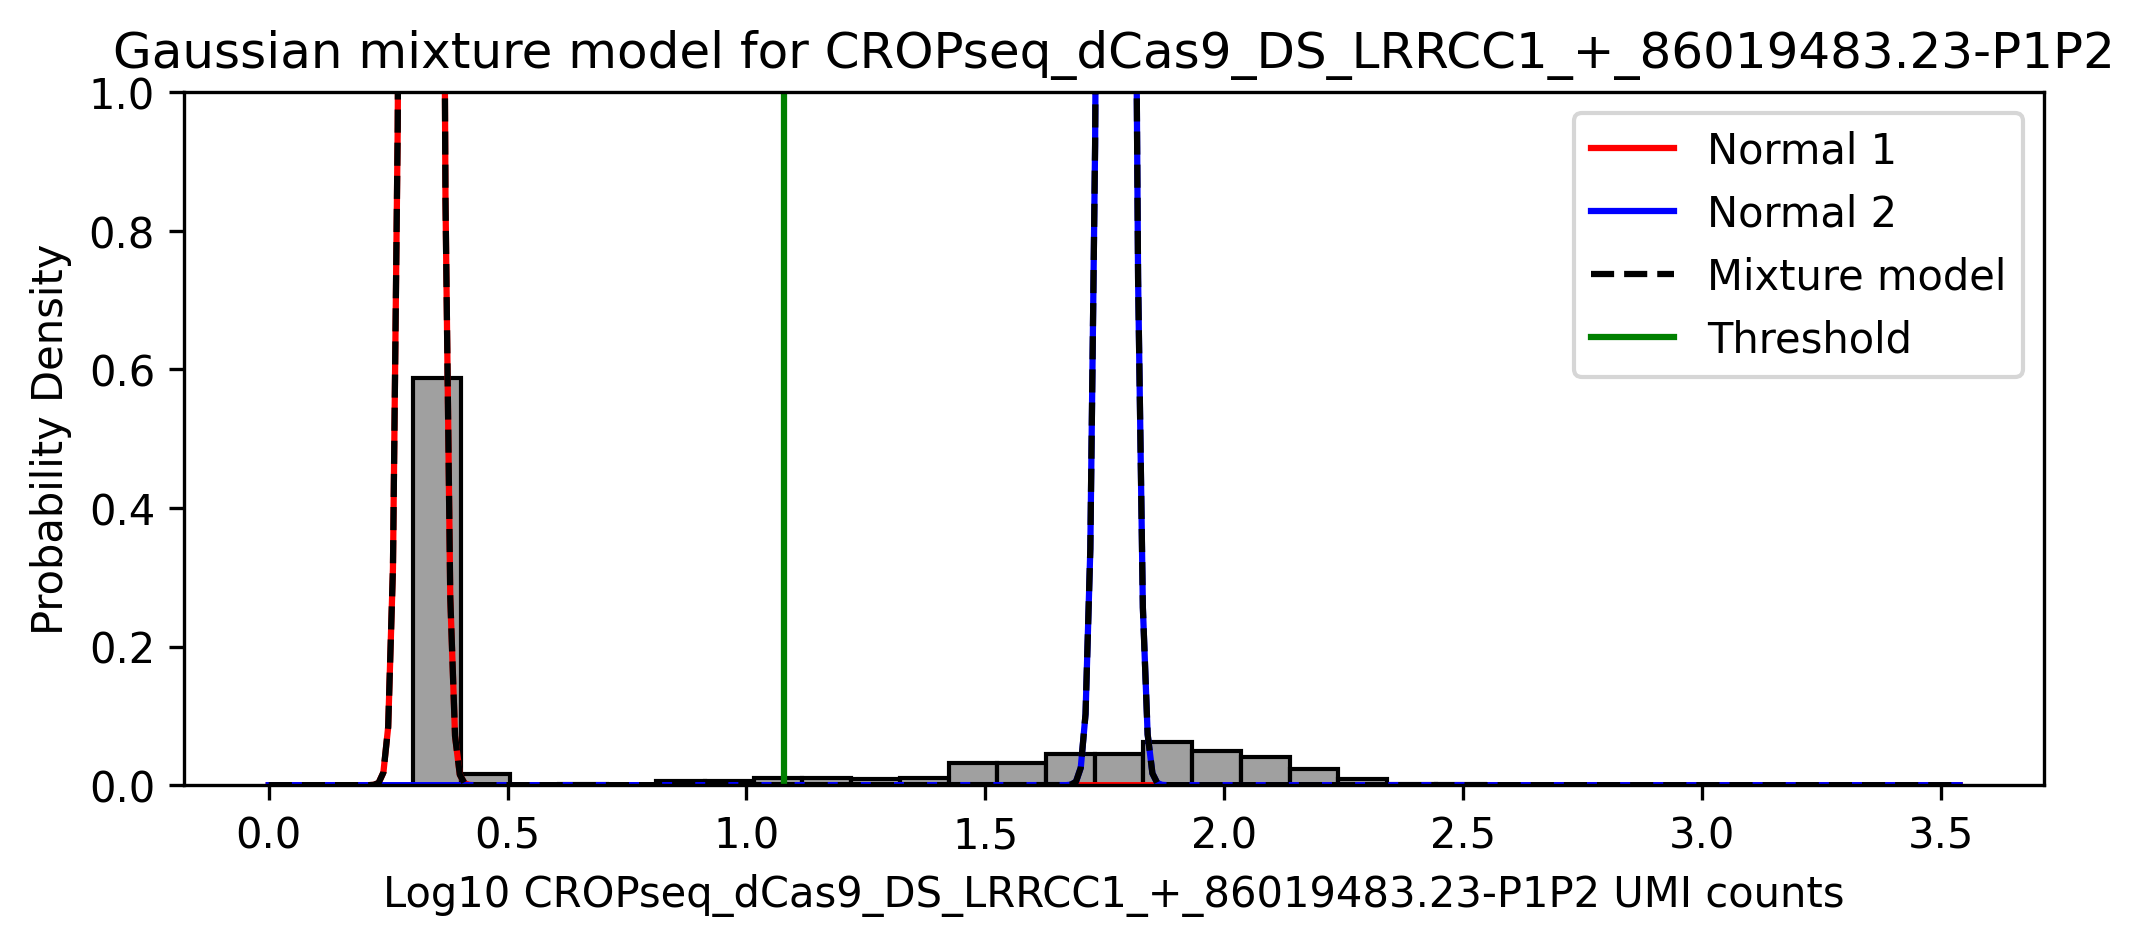 Gaussian mixture model for CROPseq_dCas9_DS_LRRCC1_+_86019483.23-P1P2
1.0
0.8
0.6
0.4
0.2
0.0
Probability Density
Normal 1
Normal 2
Mixture model
Threshold
0.0 0.5 1.0 1.5 2.0 2.5 3.0 3.5
Log10 CROPseq_dCas9_DS_LRRCC1_+_86019483.23-P1P2 UMI counts